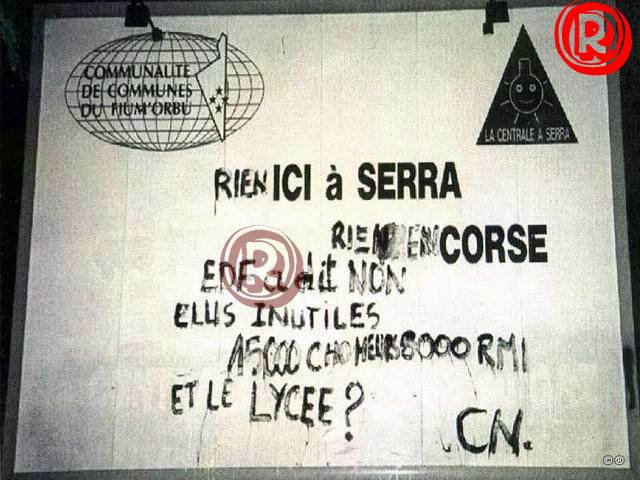 COMMUNAUTE
DE COMMUNES
DU FIUM'ORBU
LA CENTRALE A SERRA
RIEN ICI à SERRA
RIEN EN CORSE
EDF a dit NON
ELUS INUTILES
15000 CHOMEURS 8000 RMI
ET LE LYCEE?
CN.
R
R